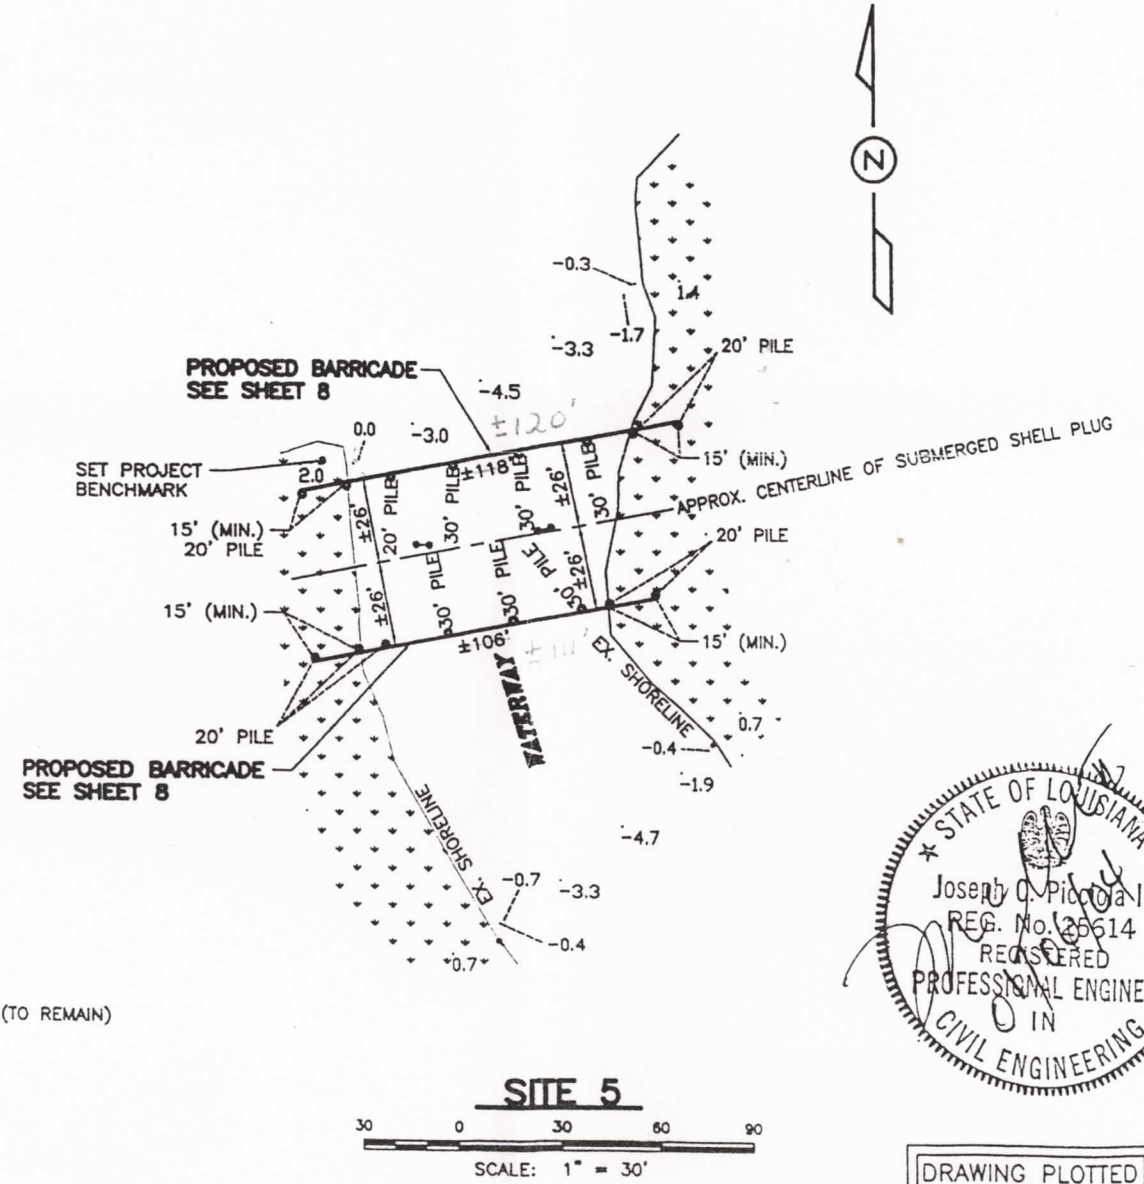 N
-0.3
1.4
-1.7
-3.3
20' PILE
PROPOSED BARRICADE
SEE SHEET 8
-4.5
±120'
0.0
-3.0
±118'
15' (MIN.)
SET PROJECT
BENCHMARK
2.0
APPROX. CENTERLINE OF SUBMERGED SHELL PLUG
15' (MIN.)
20' PILE
±26'
20' PILE
30' PILE
30' PILE
±26'
30' PILE
20' PILE
15' (MIN.)
±26'
30' PILE
30' PILE
30' PILE
±26'
15' (MIN.)
±106'
±111'
WATERWAY
EX. SHORELINE
20' PILE
0.7
-0.4
-1.9
PROPOSED BARRICADE
SEE SHEET 8
EX. SHORELINE
-4.7
-0.7
-3.3
-0.4
0.7
STATE OF LOUISIANA
Joseph C. Picciola I
REG. No. 25614
REGISTERED
PROFESSIONAL ENGINE
IN
CIVIL ENGINEERING
(TO REMAIN)
SITE 5
30 0 30 60 90
SCALE: 1" = 30'
DRAWING PLOTTED